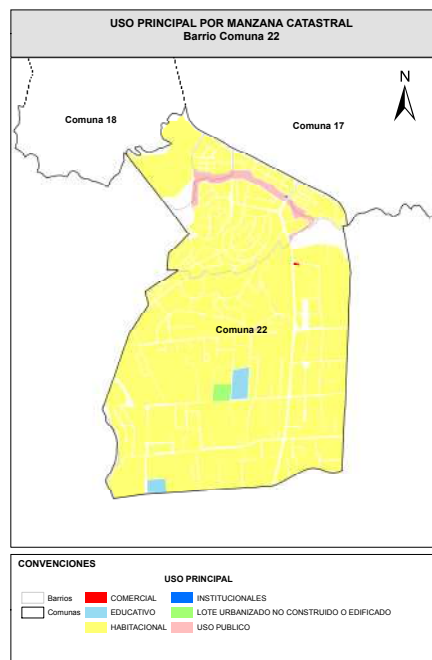 USO PRINCIPAL POR MANZANA CATASTRAL
Barrio Comuna 22
N
Comuna 18
Comuna 17
Comuna 22
CONVENCIONES
USO PRINCIPAL
Barrios
COMERCIAL
INSTITUCIONALES
Comunas
EDUCATIVO
LOTE URBANIZADO NO CONSTRUIDO O EDIFICADO
HABITACIONAL
USO PUBLICO